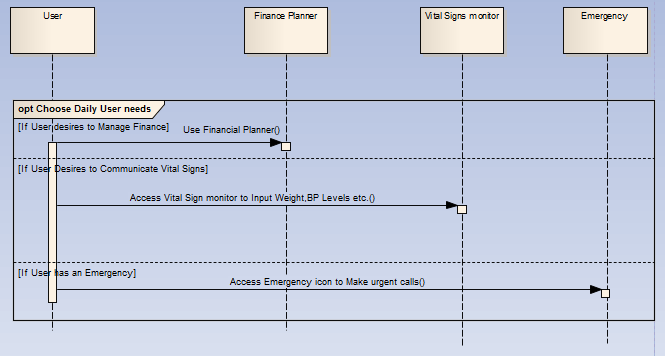 User
Finance Planner
Vital Signs monitor
Emergency
opt Choose Daily User needs
[If User desires to Manage Finance]
Use Financial Planner()
[If User Desires to Communicate Vital Signs]
Access Vital Sign monitor to Input Weight,BP Levels etc.()
[If User has an Emergency]
Access Emergency icon to Make urgent calls()